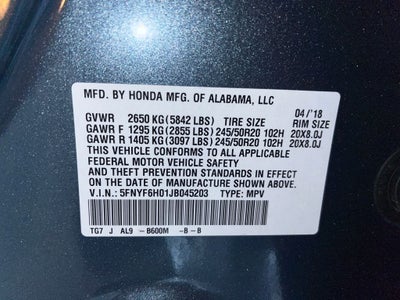 MFD. BY HONDA MFG. OF ALABAMA, LLC
04/'18
GVWR 2650 KG (5842 LBS) TIRE SIZE RIM SIZE
GAWR F 1295 KG (2855 LBS) 245/50R20 102H 20X8.0J
GAWR R 1405 KG (3097 LBS) 245/50R20 102H 20X8.0J
THIS VEHICLE CONFORMS TO ALL APPLICABLE
FEDERAL MOTOR VEHICLE SAFETY
AND THEFT PREVENTION STANDARDS IN EFFECT
ON THE DATE OF MANUFACTURE SHOWN ABOVE.
V.I.N.: 5FNYF6H01JB045203 TYPE: MPV
TG7 J AL9 -B600M -B-B